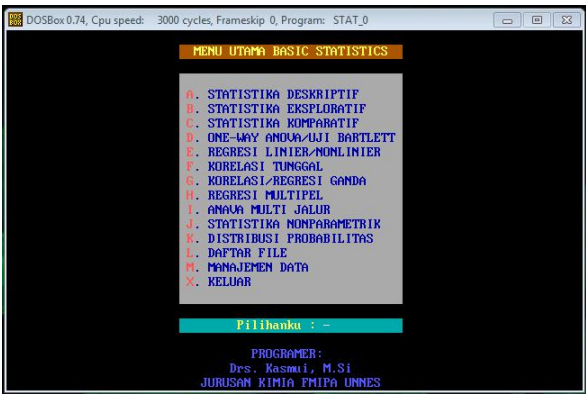 DOSBox 0.74, Cpu speed: 3000 cycles, Frameskip 0, Program: STAT_0
MENU UTAMA BASIC STATISTICS
A. STATISTIKA DESKRIPTIF
B. STATISTIKA EKSPLORATIF
C. STATISTIKA KOMPARATIF
D. ONE-WAY ANOVA/UJI BARTLETT
E. REGRESI LINIER/NONLINIER
F. KORELASI TUNGGAL
G. KORELASI/REGRESI GANDA
H. REGRESI MULTIPEL
I. ANAVA MULTI JALUR
J. STATISTIKA NONPARAMETRIK
K. DISTRIBUSI PROBABILITAS
L. DAFTAR FILE
M. MANAJEMEN DATA
X. KELUAR
Pilihanku : -
PROGRAMER:
Drs. Kasmui, M.Si
JURUSAN KIMIA FMIPA UNNES